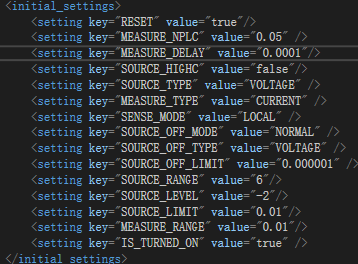 <initial_settings>
<setting key="RESET" value="true"/>
<setting key="MEASURE_NPLC" value="0.05" />
<setting key="MEASURE_DELAY" value="0.0001" />
<setting key="SOURCE_HIGHC" value="false" />
<setting key="SOURCE_TYPE" value="VOLTAGE" />
<setting key="MEASURE_TYPE" value="CURRENT" />
<setting key="SENSE_MODE" value="LOCAL" />
<setting key="SOURCE_OFF_MODE" value="NORMAL" />
<setting key="SOURCE_OFF_TYPE" value="VOLTAGE" />
<setting key="SOURCE_OFF_LIMIT" value="0.000001" />
<setting key="SOURCE_RANGE" value="6"/>
<setting key="SOURCE_LEVEL" value="-2"/>
<setting key="SOURCE_LIMIT" value="0.01"/>
<setting key="MEASURE_RANGE" value="0.01"/>
<setting key="IS_TURNED_ON" value="true" />
</initial_settings>